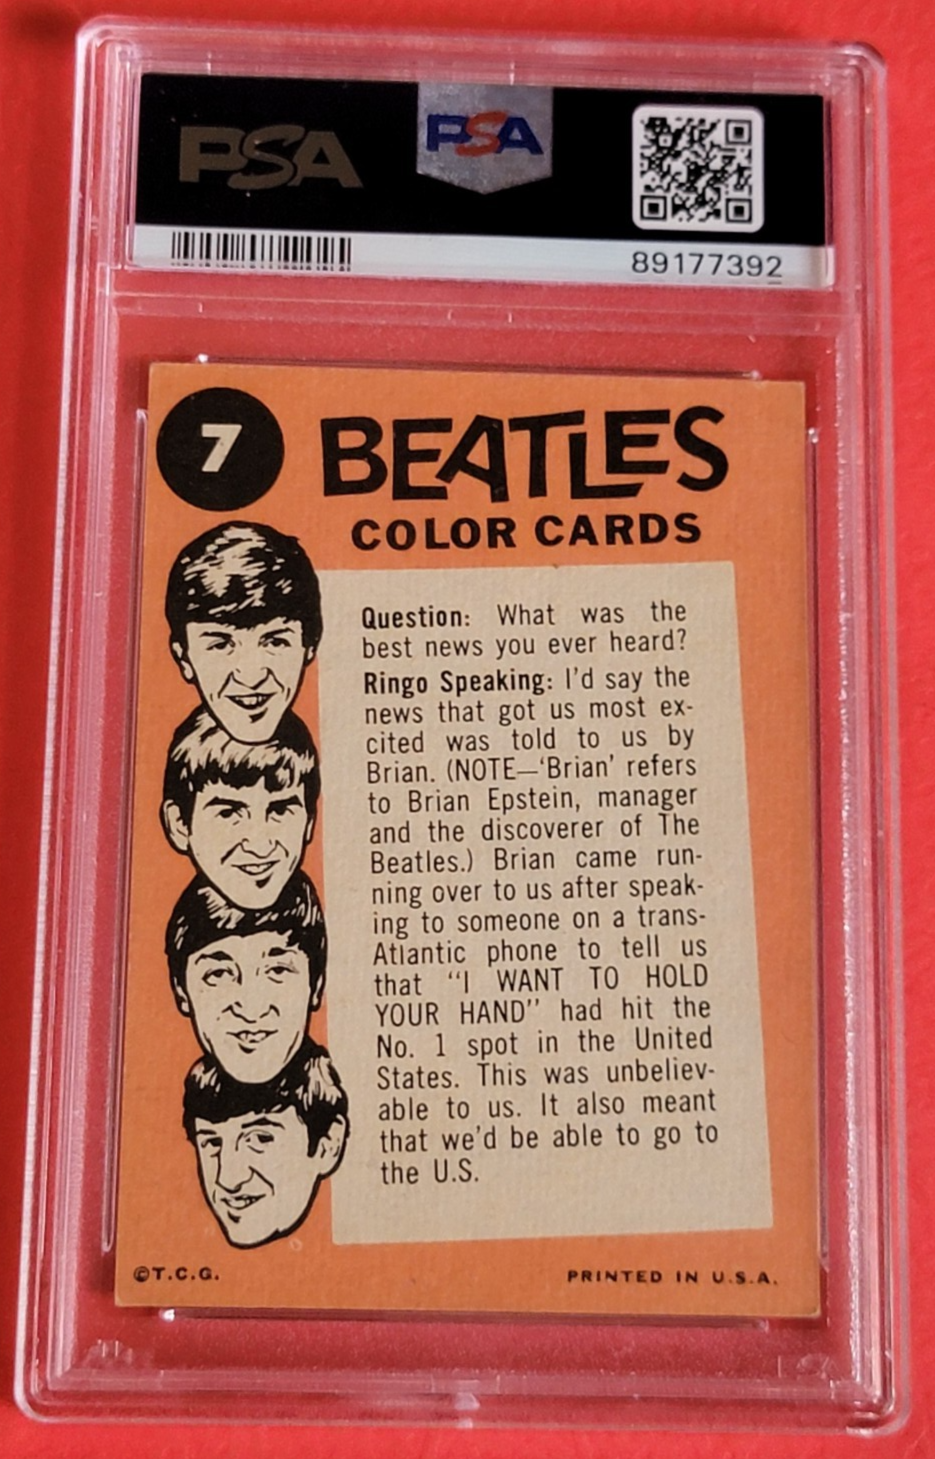 PSA
PSA
89177392
7
BEATLES
COLOR CARDS
Question: What was the
best news you ever heard?
Ringo Speaking: I'd say the
news that got us most ex-
cited was told to us by
Brian. (NOTE—'Brian' refers
to Brian Epstein, manager
and the discoverer of The
Beatles.) Brian came run-
ning over to us after speak-
ing to someone on a trans-
Atlantic phone to tell us
that "I WANT TO HOLD
YOUR HAND" had hit the
No. 1 spot in the United
States. This was unbeliev-
able to us. It also meant
that we'd be able to go to
the U.S.
©T.C.G.
PRINTED IN U.S.A.